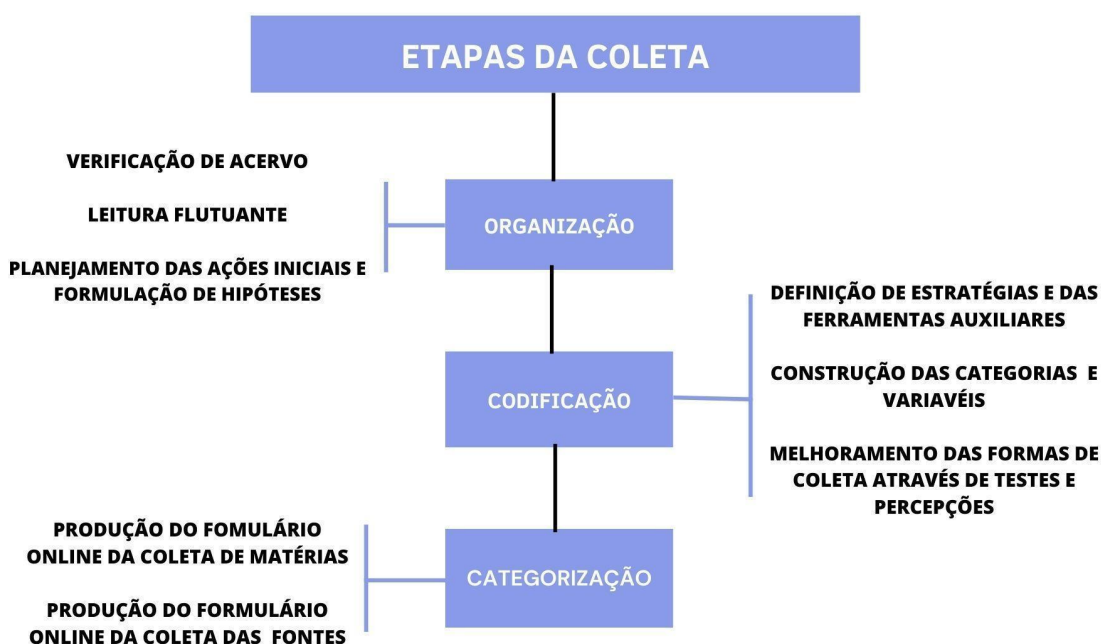 ETAPAS DA COLETA
VERIFICAÇÃO DE ACERVO
LEITURA FLUTUANTE
PLANEJAMENTO DAS AÇÕES INICIAIS E
FORMULAÇÃO DE HIPÓTESES
ORGANIZAÇÃO
DEFINIÇÃO DE ESTRATÉGIAS E DAS
FERRAMENTAS AUXILIARES
CONSTRUÇÃO DAS CATEGORIAS E
VARIAVÉIS
MELHORAMENTO DAS FORMAS DE
COLETA ATRAVÉS DE TESTES E
PERCEPÇÕES
CODIFICAÇÃO
PRODUÇÃO DO FOMULÁRIO
ONLINE DA COLETA DE MATÉRIAS
PRODUÇÃO DO FORMULÁRIO
ONLINE DA COLETA DAS FONTES
CATEGORIZAÇÃO